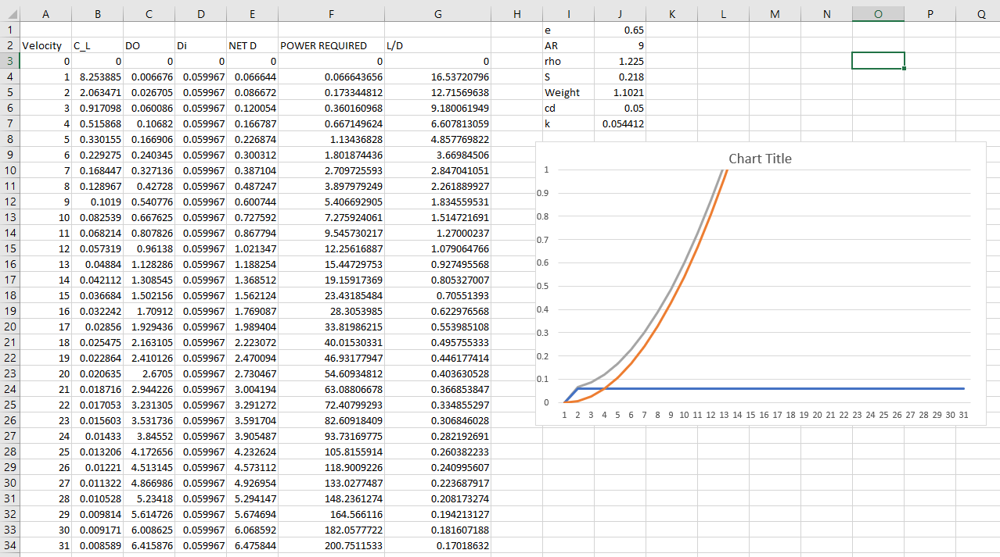 A B C D E F G H I J K L M N O P Q
1 e 0.65
2 Velocity C_L DO Di NET D POWER REQUIRED L/D AR 9
3 0 0 0 0 0 0 0 rho 1.225
4 1 8.253885 0.006676 0.059967 0.066644 0.066643656 16.53720796 S 0.218
5 2 2.063471 0.026705 0.059967 0.086672 0.173344812 12.71569638 Weight 1.1021
6 3 0.917098 0.060086 0.059967 0.120054 0.360160968 9.180061949 cd 0.05
7 4 0.515868 0.10682 0.059967 0.166787 0.667149624 6.607813059 k 0.054412
8 5 0.330155 0.166906 0.059967 0.226874 1.13436828 4.857769822
9 6 0.229275 0.240345 0.059967 0.300312 1.801874436 3.66984506
10 7 0.168447 0.327136 0.059967 0.387104 2.709725593 2.847041051
11 8 0.128967 0.42728 0.059967 0.487247 3.897979249 2.261889927
12 9 0.1019 0.540776 0.059967 0.600744 5.406692905 1.834559531
13 10 0.082539 0.667625 0.059967 0.727592 7.275924061 1.514721691
14 11 0.068214 0.807826 0.059967 0.867794 9.545730217 1.27000237
15 12 0.057319 0.96138 0.059967 1.021347 12.25616887 1.079064766
16 13 0.04884 1.128286 0.059967 1.188254 15.44729753 0.927495568
17 14 0.042112 1.308545 0.059967 1.368512 19.15917369 0.805327007
18 15 0.036684 1.502156 0.059967 1.562124 23.43185484 0.70551393
19 16 0.032242 1.70912 0.059967 1.769087 28.3053985 0.622976568
20 17 0.02856 1.929436 0.059967 1.989404 33.81986215 0.553985108
21 18 0.025475 2.163105 0.059967 2.223072 40.01530331 0.495755333
22 19 0.022864 2.410126 0.059967 2.470094 46.93177947 0.446177414
23 20 0.020635 2.6705 0.059967 2.730467 54.60934812 0.403630528
24 21 0.018716 2.944226 0.059967 3.004194 63.08806678 0.366853847
25 22 0.017053 3.231305 0.059967 3.291272 72.40799293 0.334855297
26 23 0.015603 3.531736 0.059967 3.591704 82.60918409 0.306846028
27 24 0.01433 3.84552 0.059967 3.905487 93.73169775 0.282192691
28 25 0.013206 4.172656 0.059967 4.232624 105.8155914 0.260382233
29 26 0.01221 4.513145 0.059967 4.573112 118.9009226 0.240995607
30 27 0.011322 4.866986 0.059967 4.926954 133.0277487 0.223687917
31 28 0.010528 5.23418 0.059967 5.294147 148.2361274 0.208173274
32 29 0.009814 5.614726 0.059967 5.674694 164.566116 0.194213127
33 30 0.009171 6.008625 0.059967 6.068592 182.0577722 0.181607188
34 31 0.008589 6.415876 0.059967 6.475844 200.7511533 0.17018632
Chart Title
1
0.9
0.8
0.7
0.6
0.5
0.4
0.3
0.2
0.1
0
1 2 3 4 5 6 7 8 9 10 11 12 13 14 15 16 17 18 19 20 21 22 23 24 25 26 27 28 29 30 31